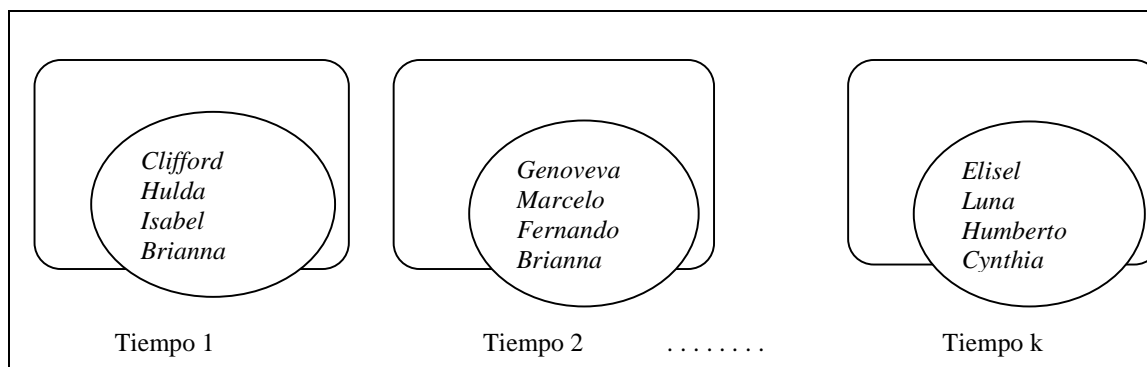 Clifford
Hulda
Isabel
Brianna
Genoveva
Marcelo
Fernando
Brianna
Elisel
Luna
Humberto
Cynthia
Tiempo 1
Tiempo 2
. . . . . . . .
Tiempo k